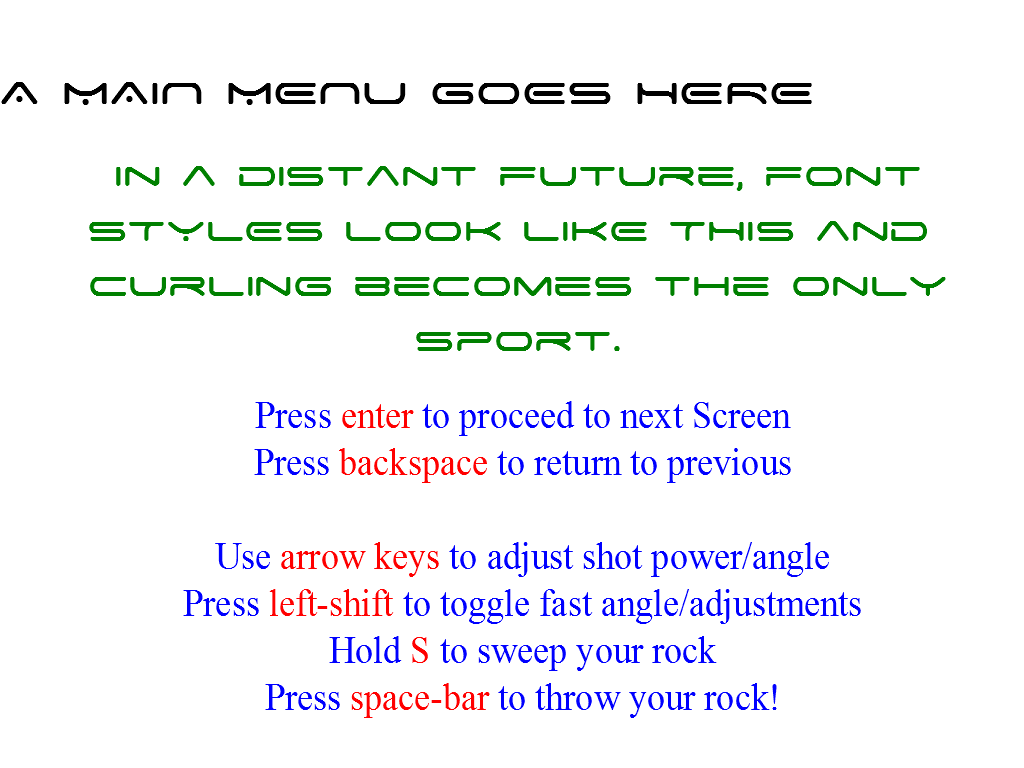 A MAIN MENU GOES HERE
IN A DISTANT FUTURE, FONT
STYLES LOOK LIKE THIS AND
CURLING BECOMES THE ONLY
SPORT.
Press enter to proceed to next Screen
Press backspace to return to previous
Use arrow keys to adjust shot power/angle
Press left-shift to toggle fast angle/adjustments
Hold S to sweep your rock
Press space-bar to throw your rock!